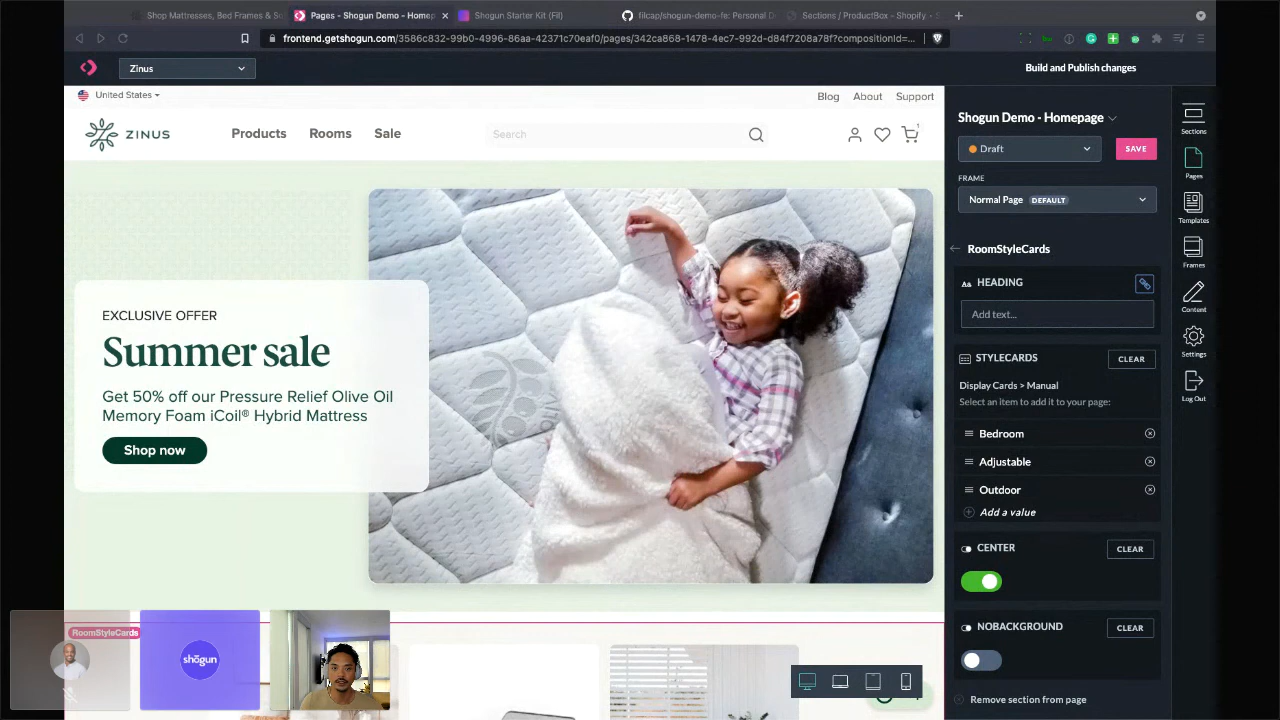 Shop Mattresses, Bed Frames & S
Pages - Shogun Demo - Homep
Shogun Starter Kit (Fil)
filcap/shogun-demo-fe: Personal D
Sections / ProductBox - Shopify - S
frontend.getshogun.com/3586c832-99b0-4996-86aa-42371c70eaf0/pages/342ca868-1478-4ec7-992d-d84f7208a78f?compositionId=...
Zinus
Build and Publish changes
United States
Blog
About
Support
ZINUS
Products
Rooms
Sale
Search
1
EXCLUSIVE OFFER
Summer sale
Get 50% off our Pressure Relief Olive Oil
Memory Foam iCoil® Hybrid Mattress
Shop now
Shogun Demo - Homepage
Draft
SAVE
FRAME
Normal Page DEFAULT
RoomStyleCards
HEADING
Add text...
STYLECARDS
CLEAR
Display Cards > Manual
Select an item to add it to your page:
Bedroom
Adjustable
Outdoor
Add a value
CENTER
CLEAR
NOBACKGROUND
CLEAR
Remove section from page
Sections
Pages
Templates
Frames
Content
Settings
Log Out
RoomStyleCards
shogun